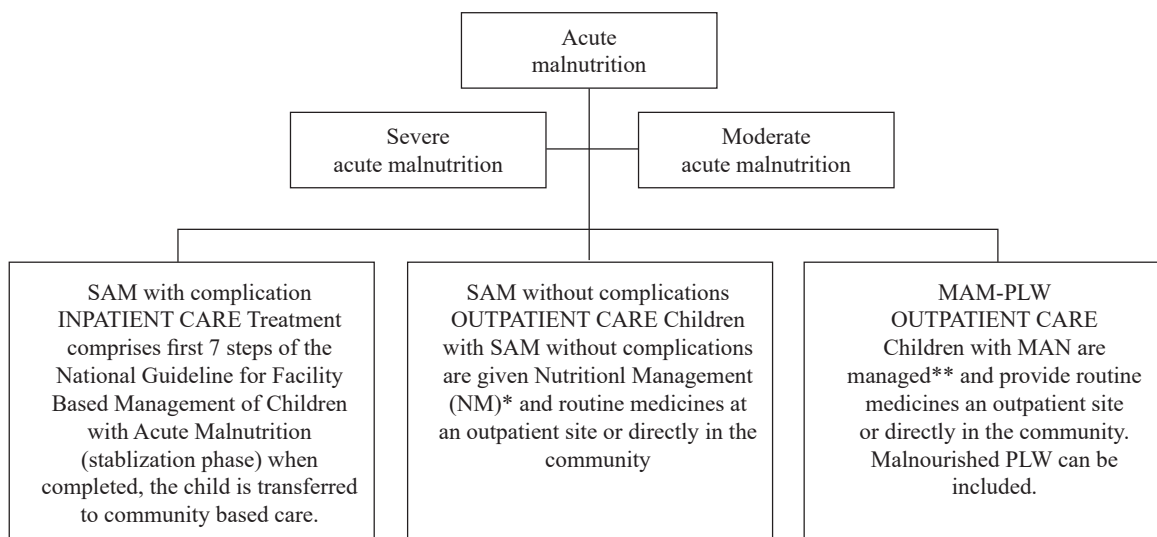 Acute
malnutrition
Severe
acute malnutrition
Moderate
acute malnutrition
SAM with complication
INPATIENT CARE Treatment
comprises first 7 steps of the
National Guideline for Facility
Based Management of Children
with Acute Malnutrition
(stablization phase) when
completed, the child is transferred
to community based care.
SAM without complications
OUTPATIENT CARE Children
with SAM without complications
are given Nutritionl Management
(NM)* and routine medicines at
an outpatient site or directly in the
community
MAM-PLW
OUTPATIENT CARE
Children with MAN are
managed** and provide routine
medicines an outpatient site
or directly in the community.
Malnourished PLW can be
included.